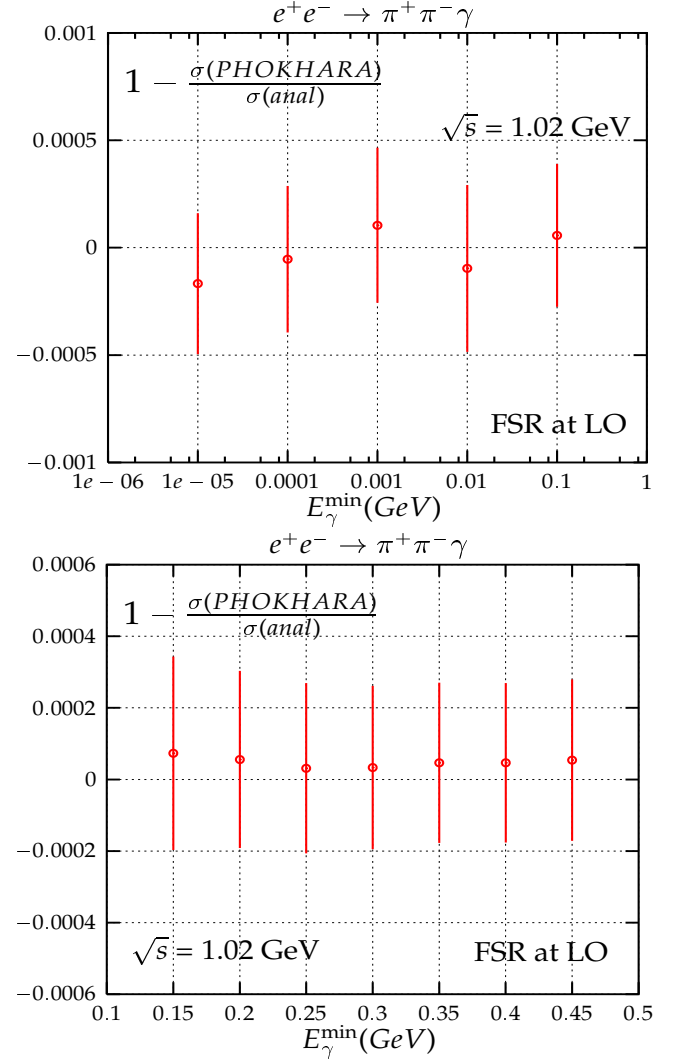 e⁺e⁻ → π⁺π⁻γ
0.001
1 − σ(PHOKHARA)/σ(anal)
√s = 1.02 GeV
0.0005
0
−0.0005
FSR at LO
−0.001
1e − 06 1e − 05 0.0001 0.001 0.01 0.1 1
E_γ^min(GeV)
e⁺e⁻ → π⁺π⁻γ
0.0006
1 − σ(PHOKHARA)/σ(anal)
0.0004
0.0002
0
−0.0002
−0.0004
√s = 1.02 GeV FSR at LO
−0.0006
0.1 0.15 0.2 0.25 0.3 0.35 0.4 0.45 0.5
E_γ^min(GeV)